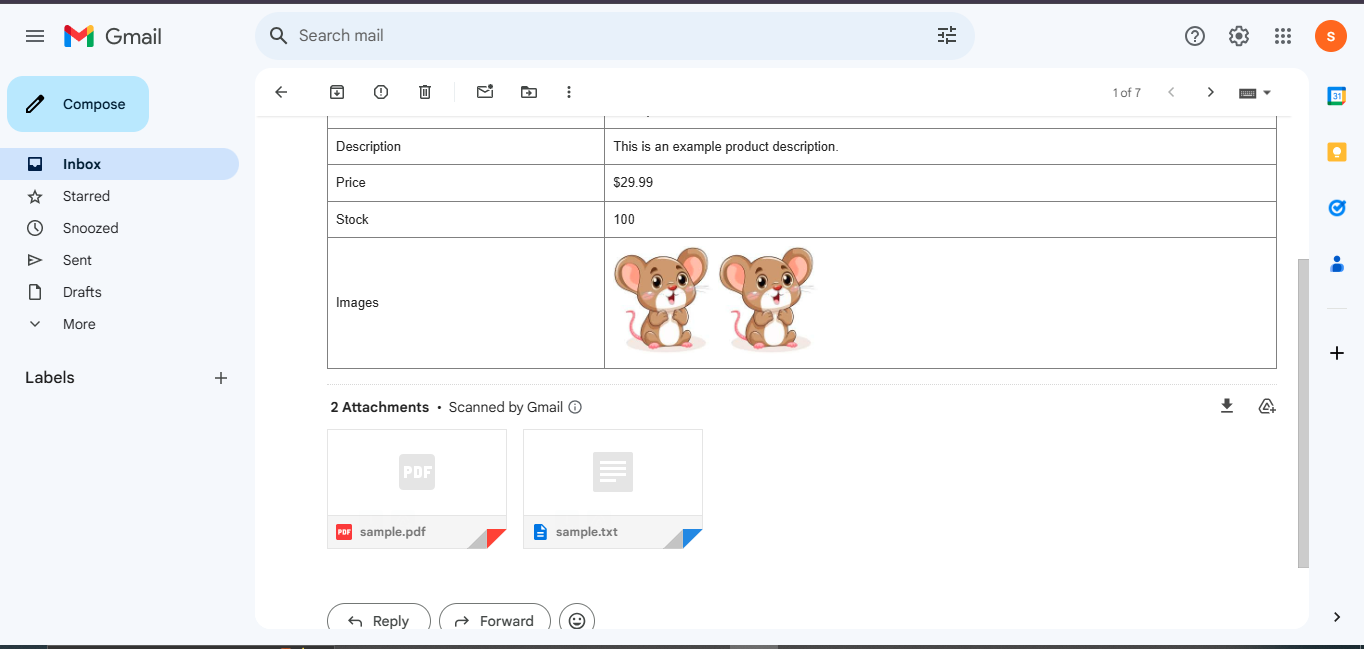 Gmail
Search mail
S
Compose
1 of 7
31
Inbox
Starred
Snoozed
Sent
Drafts
More
Labels
Description This is an example product description.
Price $29.99
Stock 100
Images
2 Attachments • Scanned by Gmail
PDF
PDF sample.pdf
sample.txt
Reply Forward